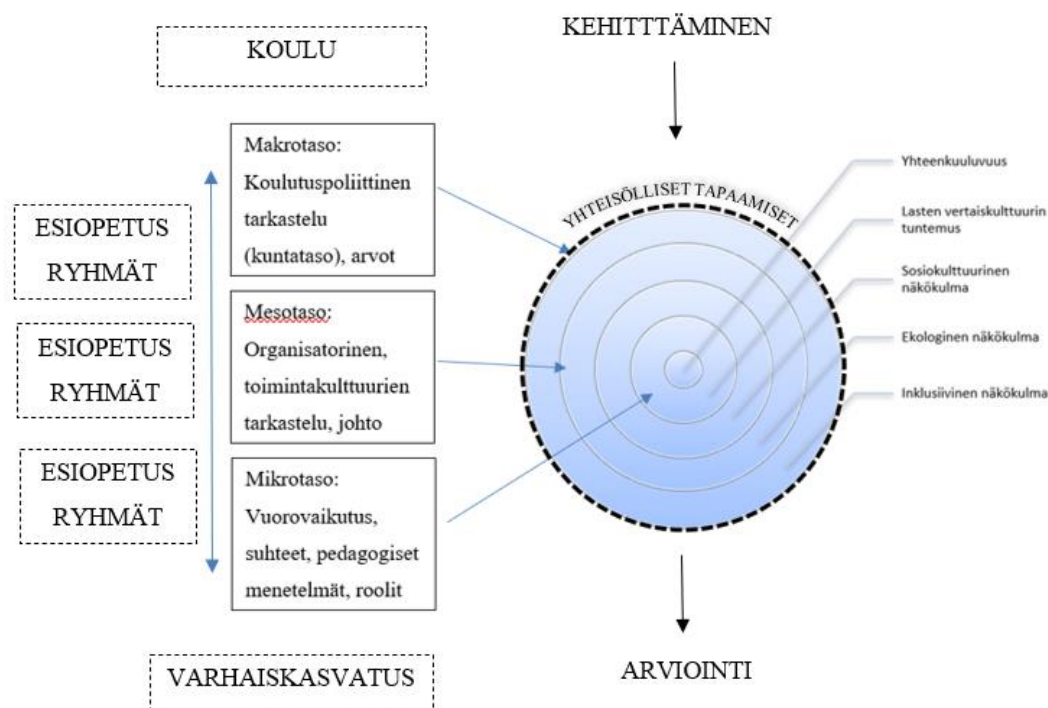 KOULU
KEHITTTÄMINEN
Makrotaso:
Koulutuspoliittinen
tarkastelu
(kuntataso), arvot
ESIOPETUS
RYHMÄT
Mesotaso:
Organisatorinen,
toimintakulttuurien
tarkastelu, johto
ESIOPETUS
RYHMÄT
Mikrotaso:
Vuorovaikutus,
suhteet, pedagogiset
menetelmät, roolit
ESIOPETUS
RYHMÄT
VARHAISKASVATUS
YHTEISÖLLISET TAPAAMISET
Yhteenkuuluvuus
Lasten vertaiskulttuurin
tuntemus
Sosiokulttuurinen
näkökulma
Ekologinen näkökulma
Inklusiivinen näkökulma
ARVIOINTI